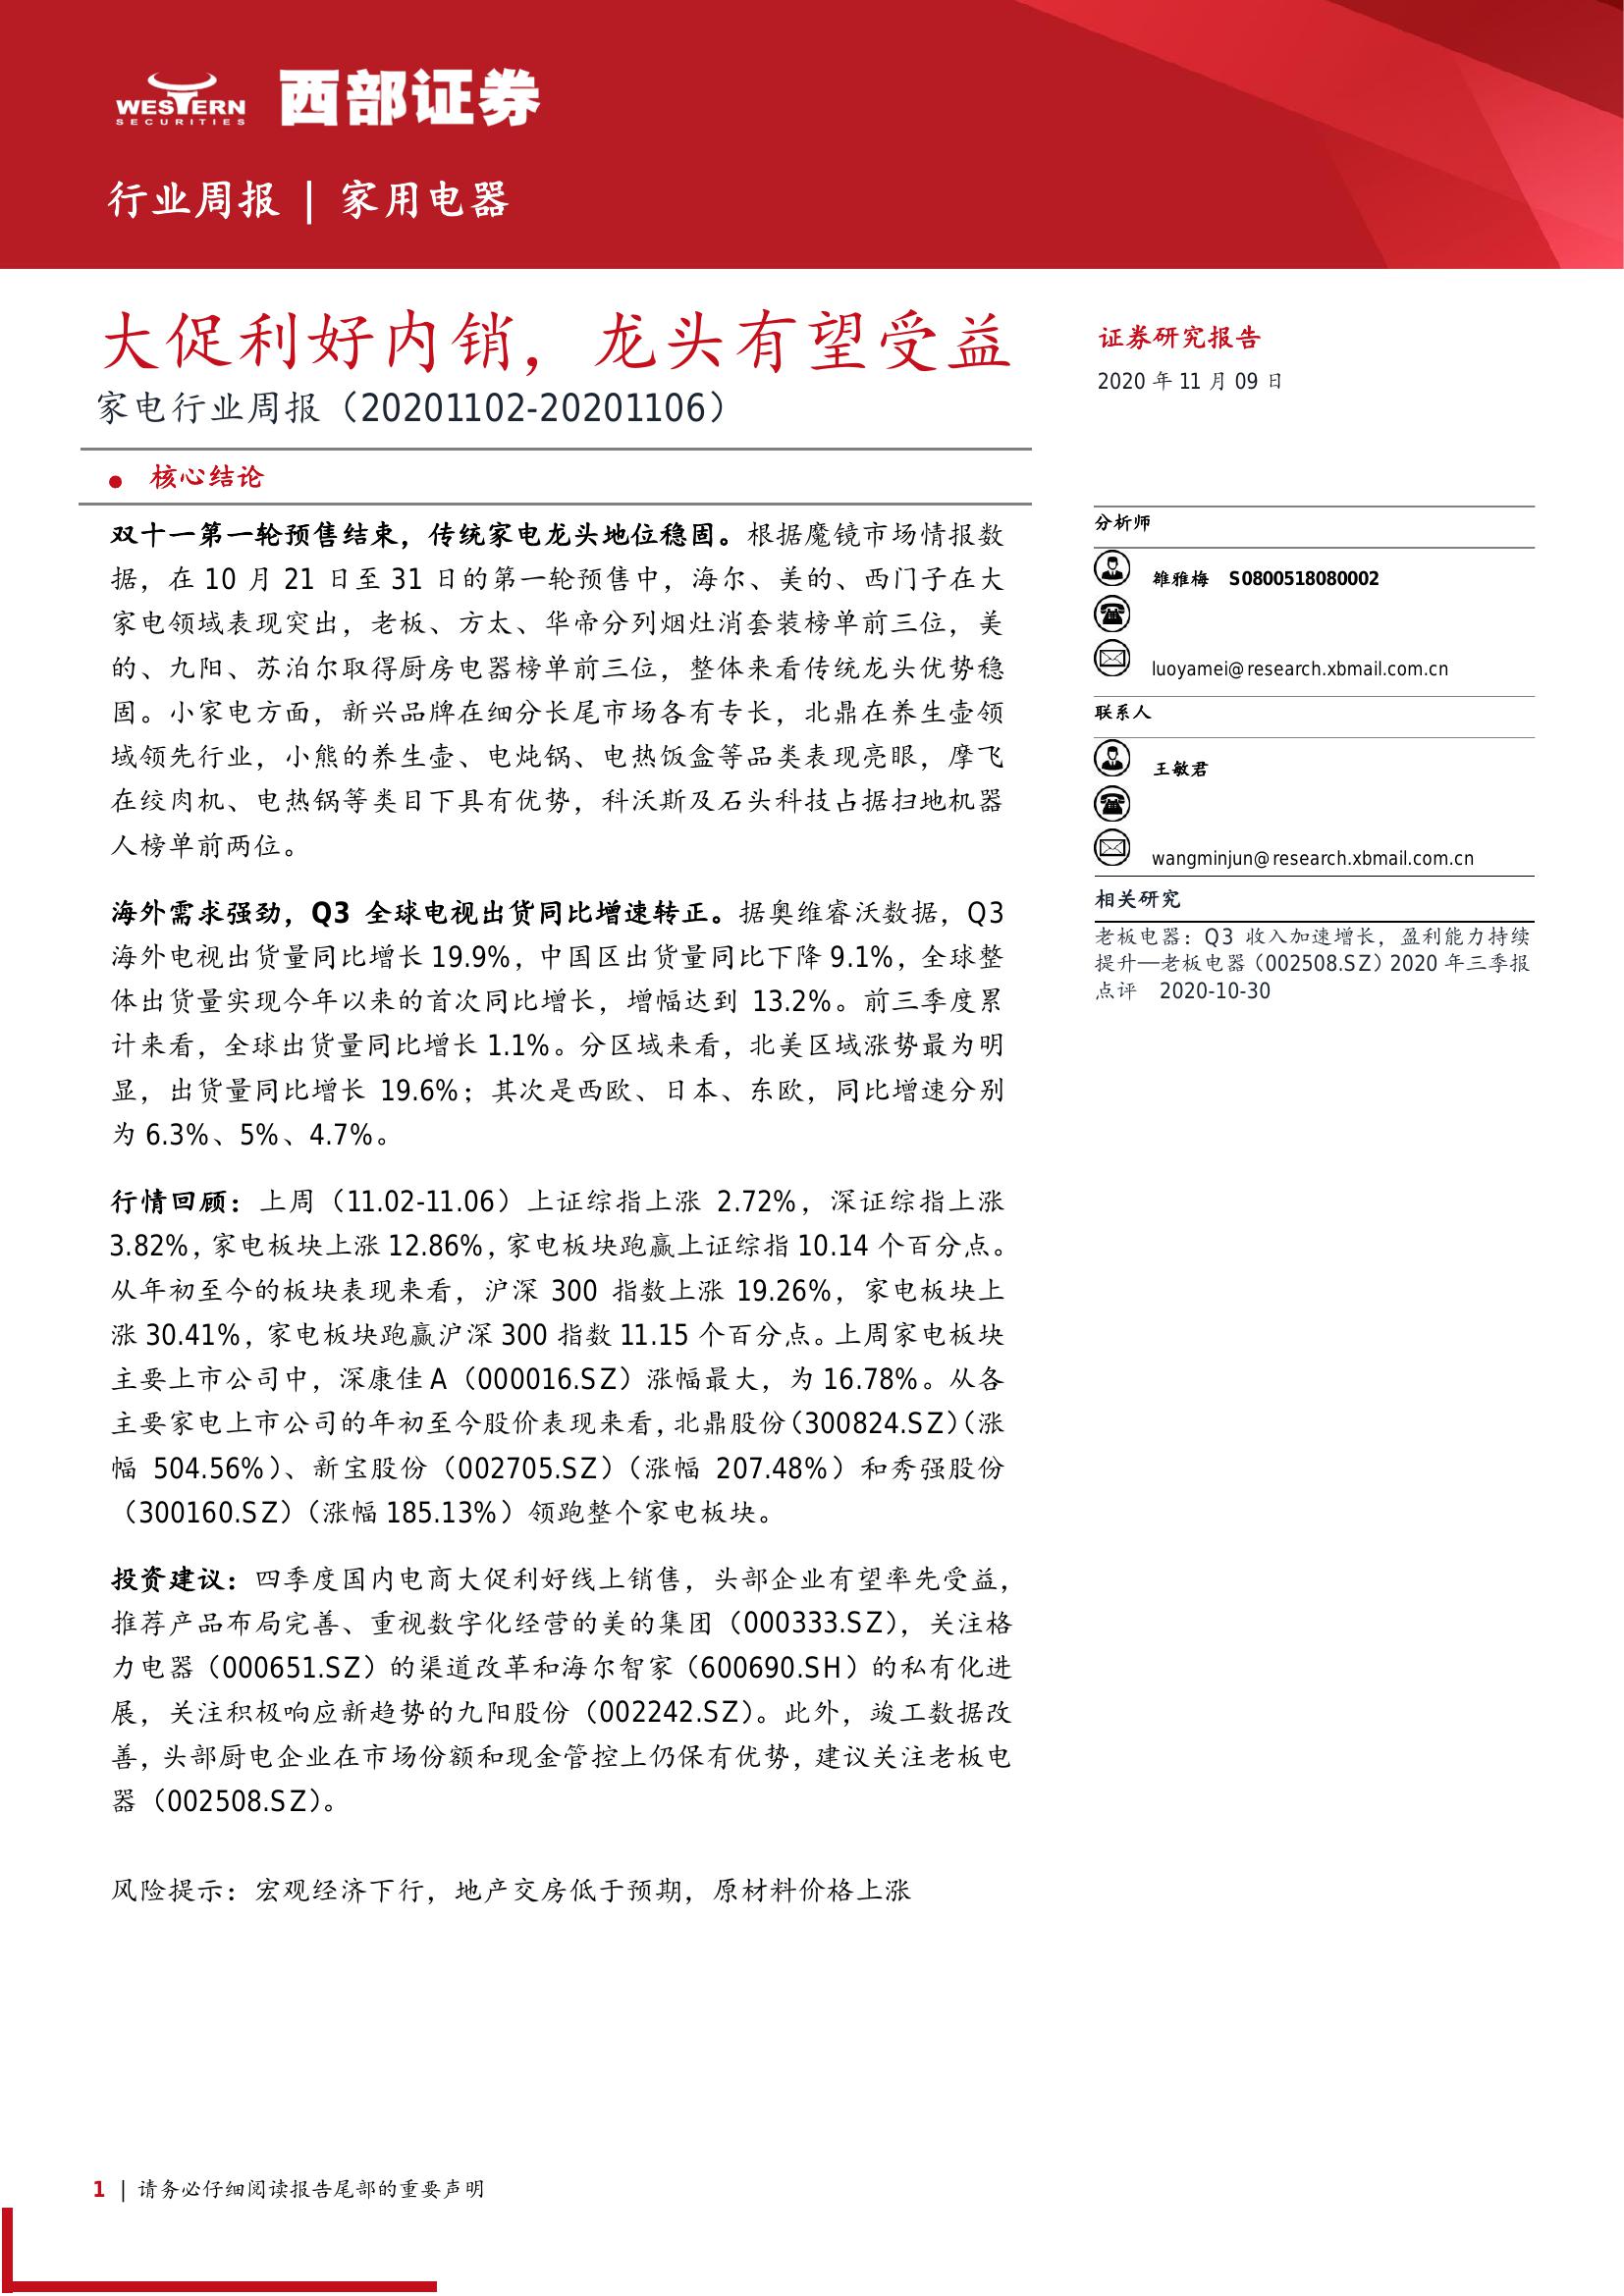 WESTERN
SECURITIES
西部证券
行业周报 | 家用电器
大促利好内销，龙头有望受益
家电行业周报（20201102-20201106）
● 核心结论
双十一第一轮预售结束，传统家电龙头地位稳固。根据魔镜市场情报数
据，在 10 月 21 日至 31 日的第一轮预售中，海尔、美的、西门子在大
家电领域表现突出，老板、方太、华帝分列烟灶消套装榜单前三位，美
的、九阳、苏泊尔取得厨房电器榜单前三位，整体来看传统龙头优势稳
固。小家电方面，新兴品牌在细分长尾市场各有专长，北鼎在养生壶领
域领先行业，小熊的养生壶、电炖锅、电热饭盒等品类表现亮眼，摩飞
在绞肉机、电热锅等类目下具有优势，科沃斯及石头科技占据扫地机器
人榜单前两位。
海外需求强劲，Q3 全球电视出货同比增速转正。据奥维睿沃数据，Q3
海外电视出货量同比增长 19.9%，中国区出货量同比下降 9.1%，全球整
体出货量实现今年以来的首次同比增长，增幅达到 13.2%。前三季度累
计来看，全球出货量同比增长 1.1%。分区域来看，北美区域涨势最为明
显，出货量同比增长 19.6%；其次是西欧、日本、东欧，同比增速分别
为 6.3%、5%、4.7%。
行情回顾：上周（11.02-11.06）上证综指上涨 2.72%，深证综指上涨
3.82%，家电板块上涨 12.86%，家电板块跑赢上证综指 10.14 个百分点。
从年初至今的板块表现来看，沪深 300 指数上涨 19.26%，家电板块上
涨 30.41%，家电板块跑赢沪深 300 指数 11.15 个百分点。上周家电板块
主要上市公司中，深康佳 A（000016.SZ）涨幅最大，为 16.78%。从各
主要家电上市公司的年初至今股价表现来看，北鼎股份（300824.SZ）（涨
幅 504.56%）、新宝股份（002705.SZ）（涨幅 207.48%）和秀强股份
（300160.SZ）（涨幅 185.13%）领跑整个家电板块。
投资建议：四季度国内电商大促利好线上销售，头部企业有望率先受益，
推荐产品布局完善、重视数字化经营的美的集团（000333.SZ），关注格
力电器（000651.SZ）的渠道改革和海尔智家（600690.SH）的私有化进
展，关注积极响应新趋势的九阳股份（002242.SZ）。此外，竣工数据改
善，头部厨电企业在市场份额和现金管控上仍保有优势，建议关注老板电
器（002508.SZ）。
风险提示：宏观经济下行，地产交房低于预期，原材料价格上涨
证券研究报告
2020 年 11 月 09 日
分析师
雒雅梅 S0800518080002
luoyamei@research.xbmail.com.cn
联系人
王敏君
wangminjun@research.xbmail.com.cn
相关研究
老板电器：Q3 收入加速增长，盈利能力持续
提升—老板电器（002508.SZ）2020 年三季报
点评 2020-10-30
1 | 请务必仔细阅读报告尾部的重要声明